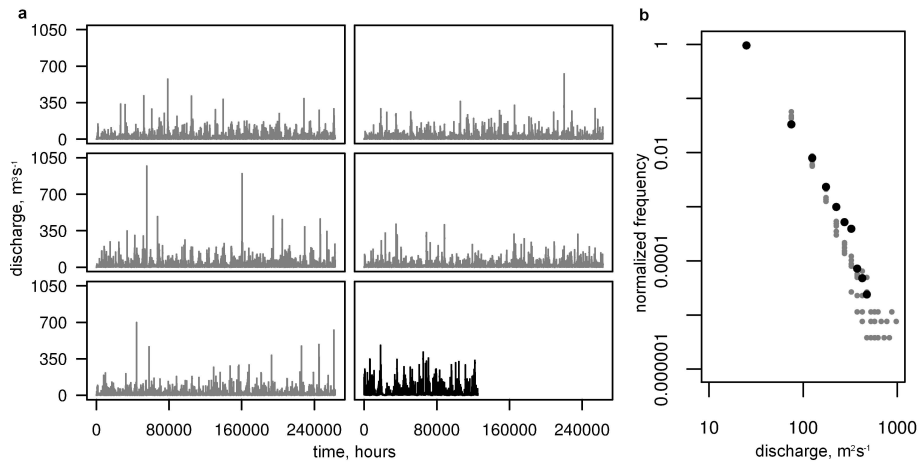 a
b
1050
700
350
0
1050
700
350
0
1050
700
350
0
discharge, m³s⁻¹
0 80000 160000 240000 0 80000 160000 240000
time, hours
normalized frequency
1
0.01
0.0001
0.0000001
10 100 1000
discharge, m²s⁻¹